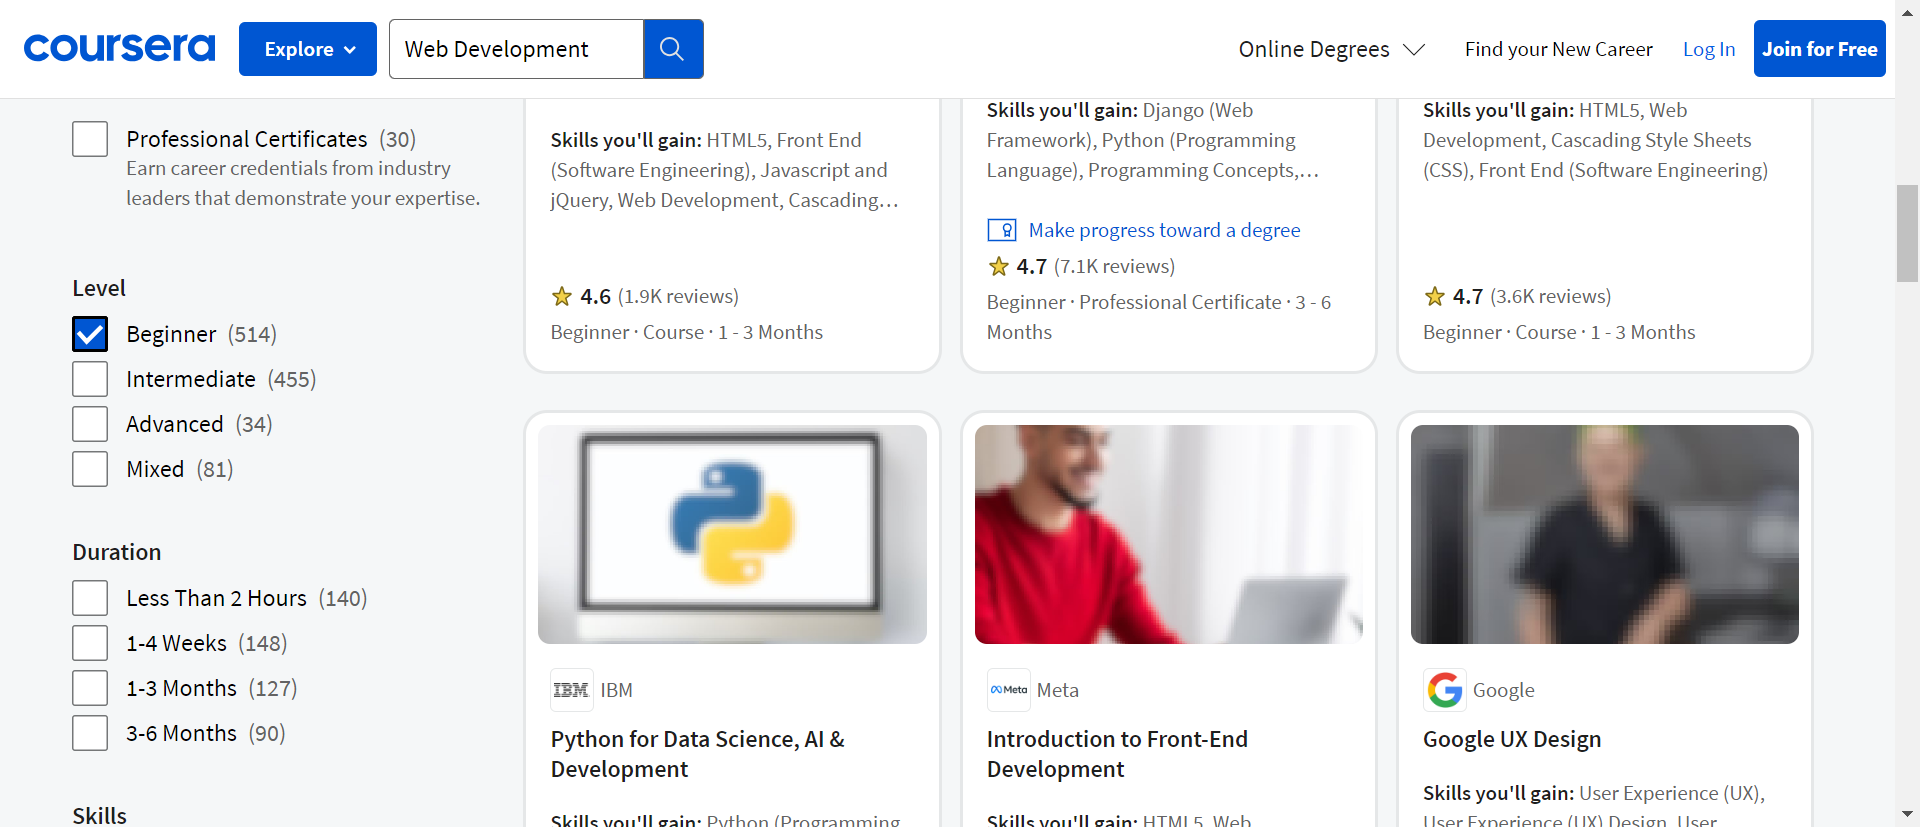 coursera
Explore
Web Development
Online Degrees
Find your New Career
Log In
Join for Free
Professional Certificates (30)
Earn career credentials from industry
leaders that demonstrate your expertise.
Level
Beginner (514)
Intermediate (455)
Advanced (34)
Mixed (81)
Duration
Less Than 2 Hours (140)
1-4 Weeks (148)
1-3 Months (127)
3-6 Months (90)
Skills
Skills you'll gain: HTML5, Front End
(Software Engineering), Javascript and
jQuery, Web Development, Cascading…
4.6 (1.9K reviews)
Beginner · Course · 1 - 3 Months
Skills you'll gain: Django (Web
Framework), Python (Programming
Language), Programming Concepts,…
Make progress toward a degree
4.7 (7.1K reviews)
Beginner · Professional Certificate · 3 - 6
Months
Skills you'll gain: HTML5, Web
Development, Cascading Style Sheets
(CSS), Front End (Software Engineering)
4.7 (3.6K reviews)
Beginner · Course · 1 - 3 Months
IBM IBM
Python for Data Science, AI &
Development
Skills you'll gain: Python (Programming
Meta Meta
Introduction to Front-End
Development
Skills you'll gain: HTML5, Web
G Google
Google UX Design
Skills you'll gain: User Experience (UX),
User Experience (UX) Design, User